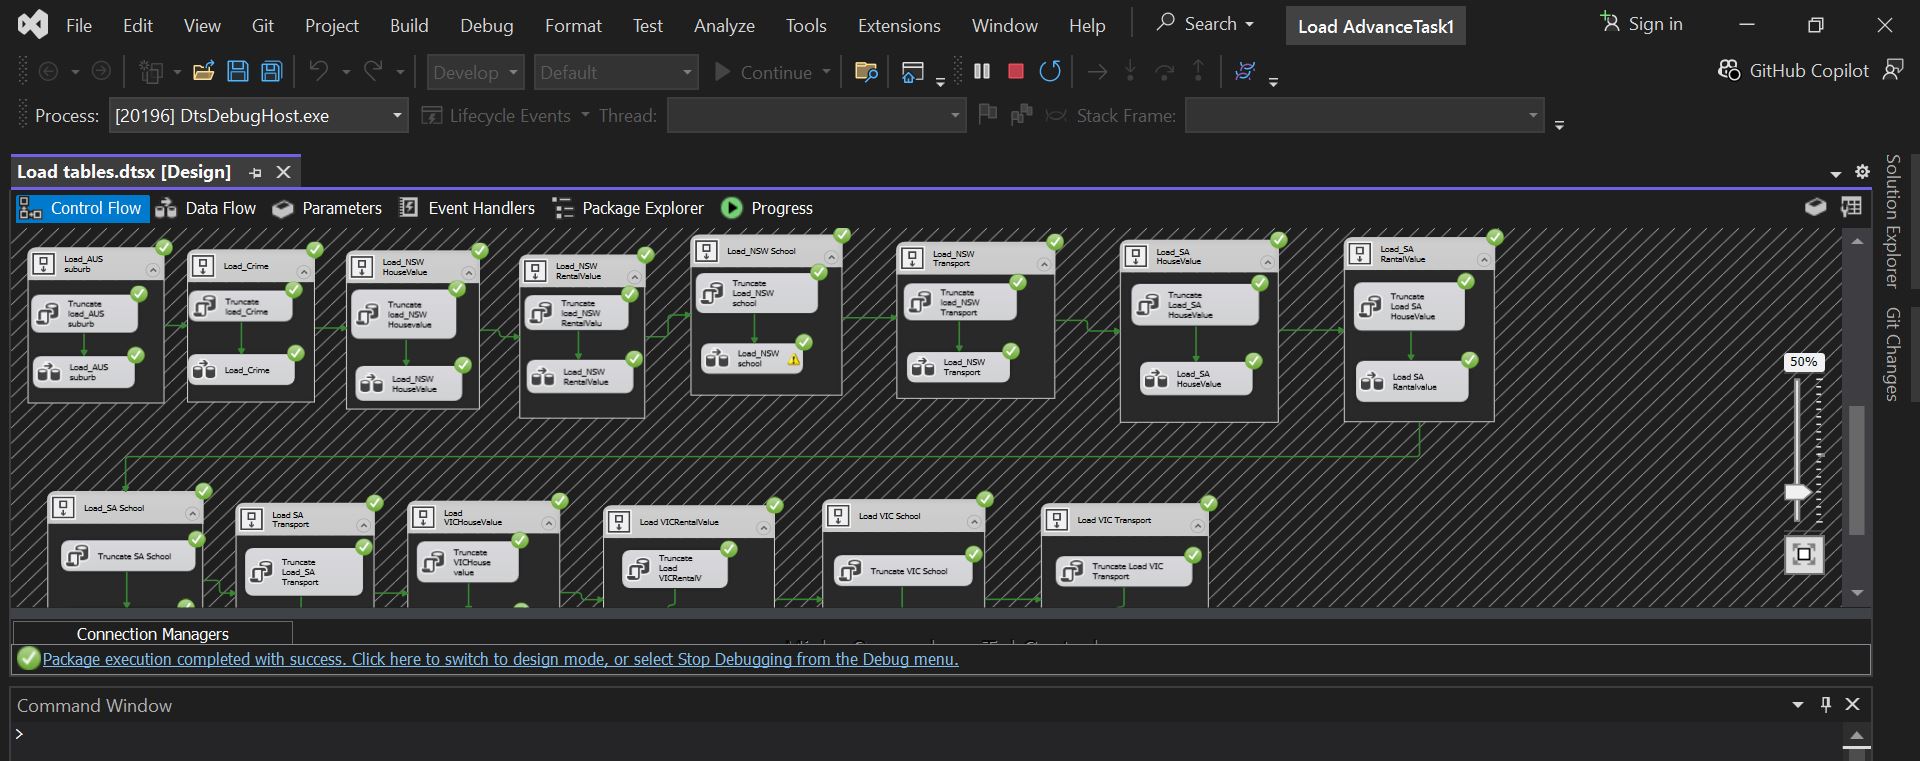 File Edit View Git Project Build Debug Format Test Analyze Tools Extensions Window Help Search Load AdvanceTask1 Sign in
Develop Default Continue GitHub Copilot
Process: [20196] DtsDebugHost.exe Lifecycle Events Thread: Stack Frame:
Load tables.dtsx [Design]
Control Flow Data Flow Parameters Event Handlers Package Explorer Progress
Load_AUS
suburb
Truncate
load_AUS
suburb
Load_AUS
suburb
Load_Crime
Truncate
load_Crime
Load_Crime
Load_NSW
HouseValue
Truncate
load_NSW
Housevalue
Load_NSW
HouseValue
Load_NSW
RentalValue
Truncate
load_NSW
RentalValu
Load_NSW
RentalValue
Load_NSW School
Truncate
Load_NSW
school
Load_NSW
school
Load_NSW
Transport
Truncate
load_NSW
Transport
Load_NSW
Transport
Load_SA
HouseValue
Truncate
Load_SA
HouseValue
Load_SA
HouseValue
Load_SA
RentalValue
Truncate
Load SA
HouseValue
Load SA
Rentalvalue
50%
Load_SA School
Truncate SA School
Load SA
Transport
Truncate
Load_SA
Transport
Load
VICHouseValue
Truncate
VICHouse
value
Load VICRentalValue
Truncate
Load
VICRentalV
Load VIC School
Truncate VIC School
Load VIC Transport
Truncate Load VIC
Transport
Connection Managers
Package execution completed with success. Click here to switch to design mode, or select Stop Debugging from the Debug menu.
Command Window
>
Solution Explorer
Git Changes